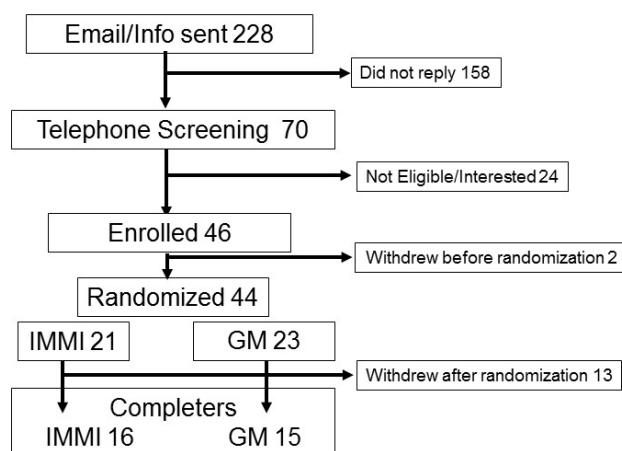 Email/Info sent 228
Did not reply 158
Telephone Screening 70
Not Eligible/Interested 24
Enrolled 46
Withdrew before randomization 2
Randomized 44
IMMI 21 GM 23
Withdrew after randomization 13
Completers
IMMI 16 GM 15